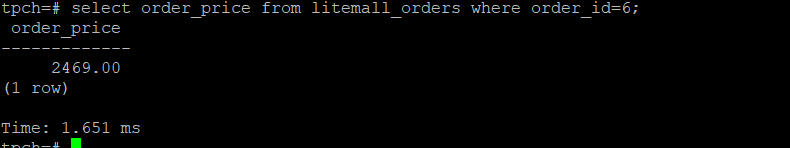 tpch=# select order_price from litemall_orders where order_id=6;
order_price
-------------
2469.00
(1 row)
Time: 1.651 ms
tpch=#